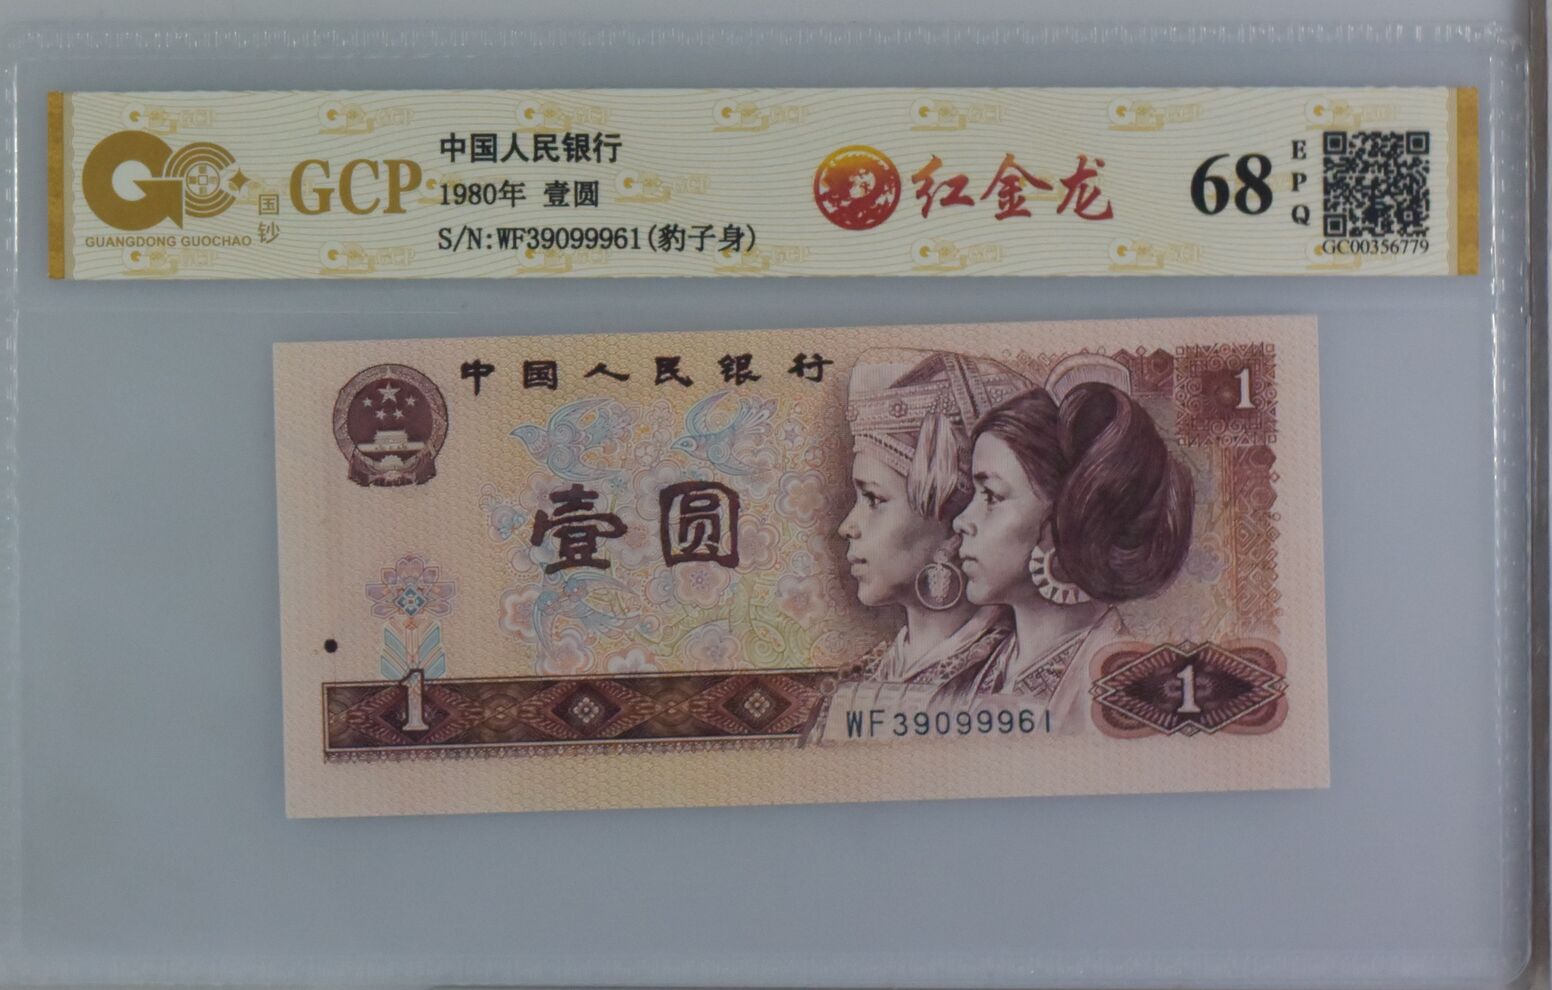 国钞
GUANGDONG GUOCHAO
GCP
中国人民银行
1980年 壹圆
S/N:WF39099961(豹子身)
红金龙
68
EPQ
GC00356779
中国人民银行
1
壹圆
1
1
WF39099961